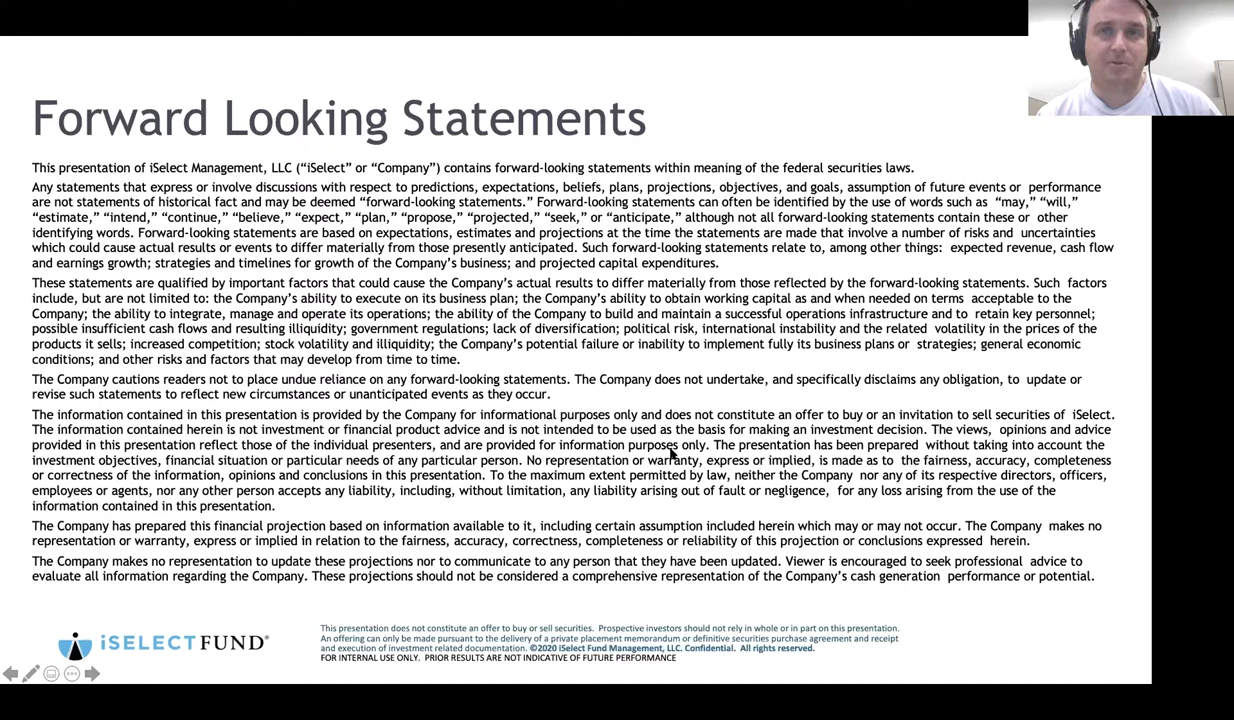 Forward Looking Statements
This presentation of iSelect Management, LLC (“iSelect” or “Company”) contains forward-looking statements within meaning of the federal securities laws.
Any statements that express or involve discussions with respect to predictions, expectations, beliefs, plans, projections, objectives, and goals, assumption of future events or performance
are not statements of historical fact and may be deemed “forward-looking statements.” Forward-looking statements can often be identified by the use of words such as “may,” “will,”
“estimate,” “intend,” “continue,” “believe,” “expect,” “plan,” “propose,” “projected,” “seek,” or “anticipate,” although not all forward-looking statements contain these or other
identifying words. Forward-looking statements are based on expectations, estimates and projections at the time the statements are made that involve a number of risks and uncertainties
which could cause actual results or events to differ materially from those presently anticipated. Such forward-looking statements relate to, among other things: expected revenue, cash flow
and earnings growth; strategies and timelines for growth of the Company’s business; and projected capital expenditures.
These statements are qualified by important factors that could cause the Company’s actual results to differ materially from those reflected by the forward-looking statements. Such factors
include, but are not limited to: the Company’s ability to execute on its business plan; the Company’s ability to obtain working capital as and when needed on terms acceptable to the
Company; the ability to integrate, manage and operate its operations; the ability of the Company to build and maintain a successful operations infrastructure and to retain key personnel;
possible insufficient cash flows and resulting illiquidity; government regulations; lack of diversification; political risk, international instability and the related volatility in the prices of the
products it sells; increased competition; stock volatility and illiquidity; the Company’s potential failure or inability to implement fully its business plans or strategies; general economic
conditions; and other risks and factors that may develop from time to time.
The Company cautions readers not to place undue reliance on any forward-looking statements. The Company does not undertake, and specifically disclaims any obligation, to update or
revise such statements to reflect new circumstances or unanticipated events as they occur.
The information contained in this presentation is provided by the Company for informational purposes only and does not constitute an offer to buy or an invitation to sell securities of iSelect.
The information contained herein is not investment or financial product advice and is not intended to be used as the basis for making an investment decision. The views, opinions and advice
provided in this presentation reflect those of the individual presenters, and are provided for information purposes only. The presentation has been prepared without taking into account the
investment objectives, financial situation or particular needs of any particular person. No representation or warranty, express or implied, is made as to the fairness, accuracy, completeness
or correctness of the information, opinions and conclusions in this presentation. To the maximum extent permitted by law, neither the Company nor any of its respective directors, officers,
employees or agents, nor any other person accepts any liability, including, without limitation, any liability arising out of fault or negligence, for any loss arising from the use of the
information contained in this presentation.
The Company has prepared this financial projection based on information available to it, including certain assumption included herein which may or may not occur. The Company makes no
representation or warranty, express or implied in relation to the fairness, accuracy, correctness, completeness or reliability of this projection or conclusions expressed herein.
The Company makes no representation to update these projections nor to communicate to any person that they have been updated. Viewer is encouraged to seek professional advice to
evaluate all information regarding the Company. These projections should not be considered a comprehensive representation of the Company’s cash generation performance or potential.
iSELECTFUND®
This presentation does not constitute an offer to buy or sell securities. Prospective investors should not rely in whole or in part on this presentation.
An offering can only be made pursuant to the delivery of a private placement memorandum or definitive securities purchase agreement and receipt
and execution of investment related documentation. ©2020 iSelect Fund Management, LLC. Confidential. All rights reserved.
FOR INTERNAL USE ONLY. PRIOR RESULTS ARE NOT INDICATIVE OF FUTURE PERFORMANCE